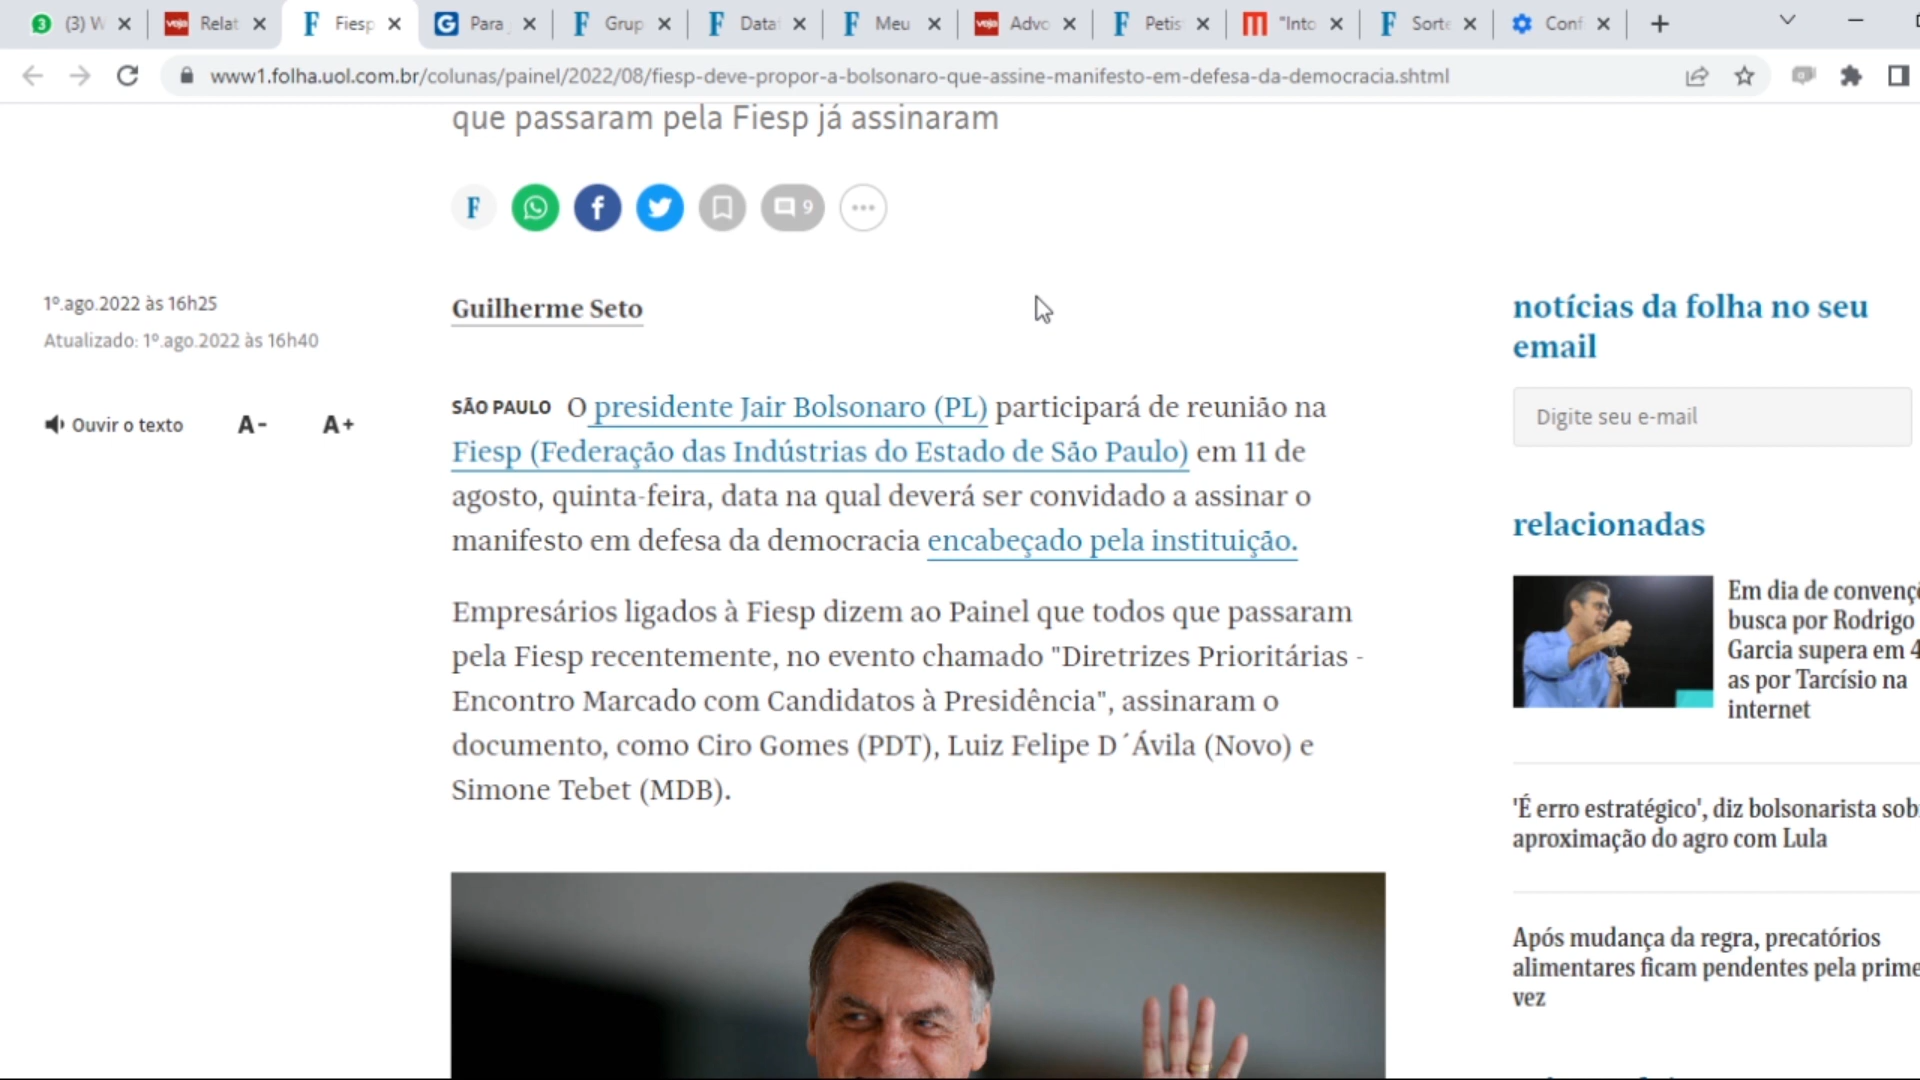 (3) W
Relat
Fiesp
Para
Grup
Data
Meu
Advo
Petis
"Into
Sorte
Conf
www1.folha.uol.com.br/colunas/painel/2022/08/fiesp-deve-propor-a-bolsonaro-que-assine-manifesto-em-defesa-da-democracia.shtml
que passaram pela Fiesp já assinaram
9
1º.ago.2022 às 16h25
Atualizado: 1º.ago.2022 às 16h40
Ouvir o texto A- A+
Guilherme Seto
SÃO PAULO O presidente Jair Bolsonaro (PL) participará de reunião na
Fiesp (Federação das Indústrias do Estado de São Paulo) em 11 de
agosto, quinta-feira, data na qual deverá ser convidado a assinar o
manifesto em defesa da democracia encabeçado pela instituição.
Empresários ligados à Fiesp dizem ao Painel que todos que passaram
pela Fiesp recentemente, no evento chamado "Diretrizes Prioritárias -
Encontro Marcado com Candidatos à Presidência", assinaram o
documento, como Ciro Gomes (PDT), Luiz Felipe D´Ávila (Novo) e
Simone Tebet (MDB).
notícias da folha no seu
email
Digite seu e-mail
relacionadas
Em dia de convenç
busca por Rodrigo
Garcia supera em 4
as por Tarcísio na
internet
'É erro estratégico', diz bolsonarista sob
aproximação do agro com Lula
Após mudança da regra, precatórios
alimentares ficam pendentes pela prime
vez